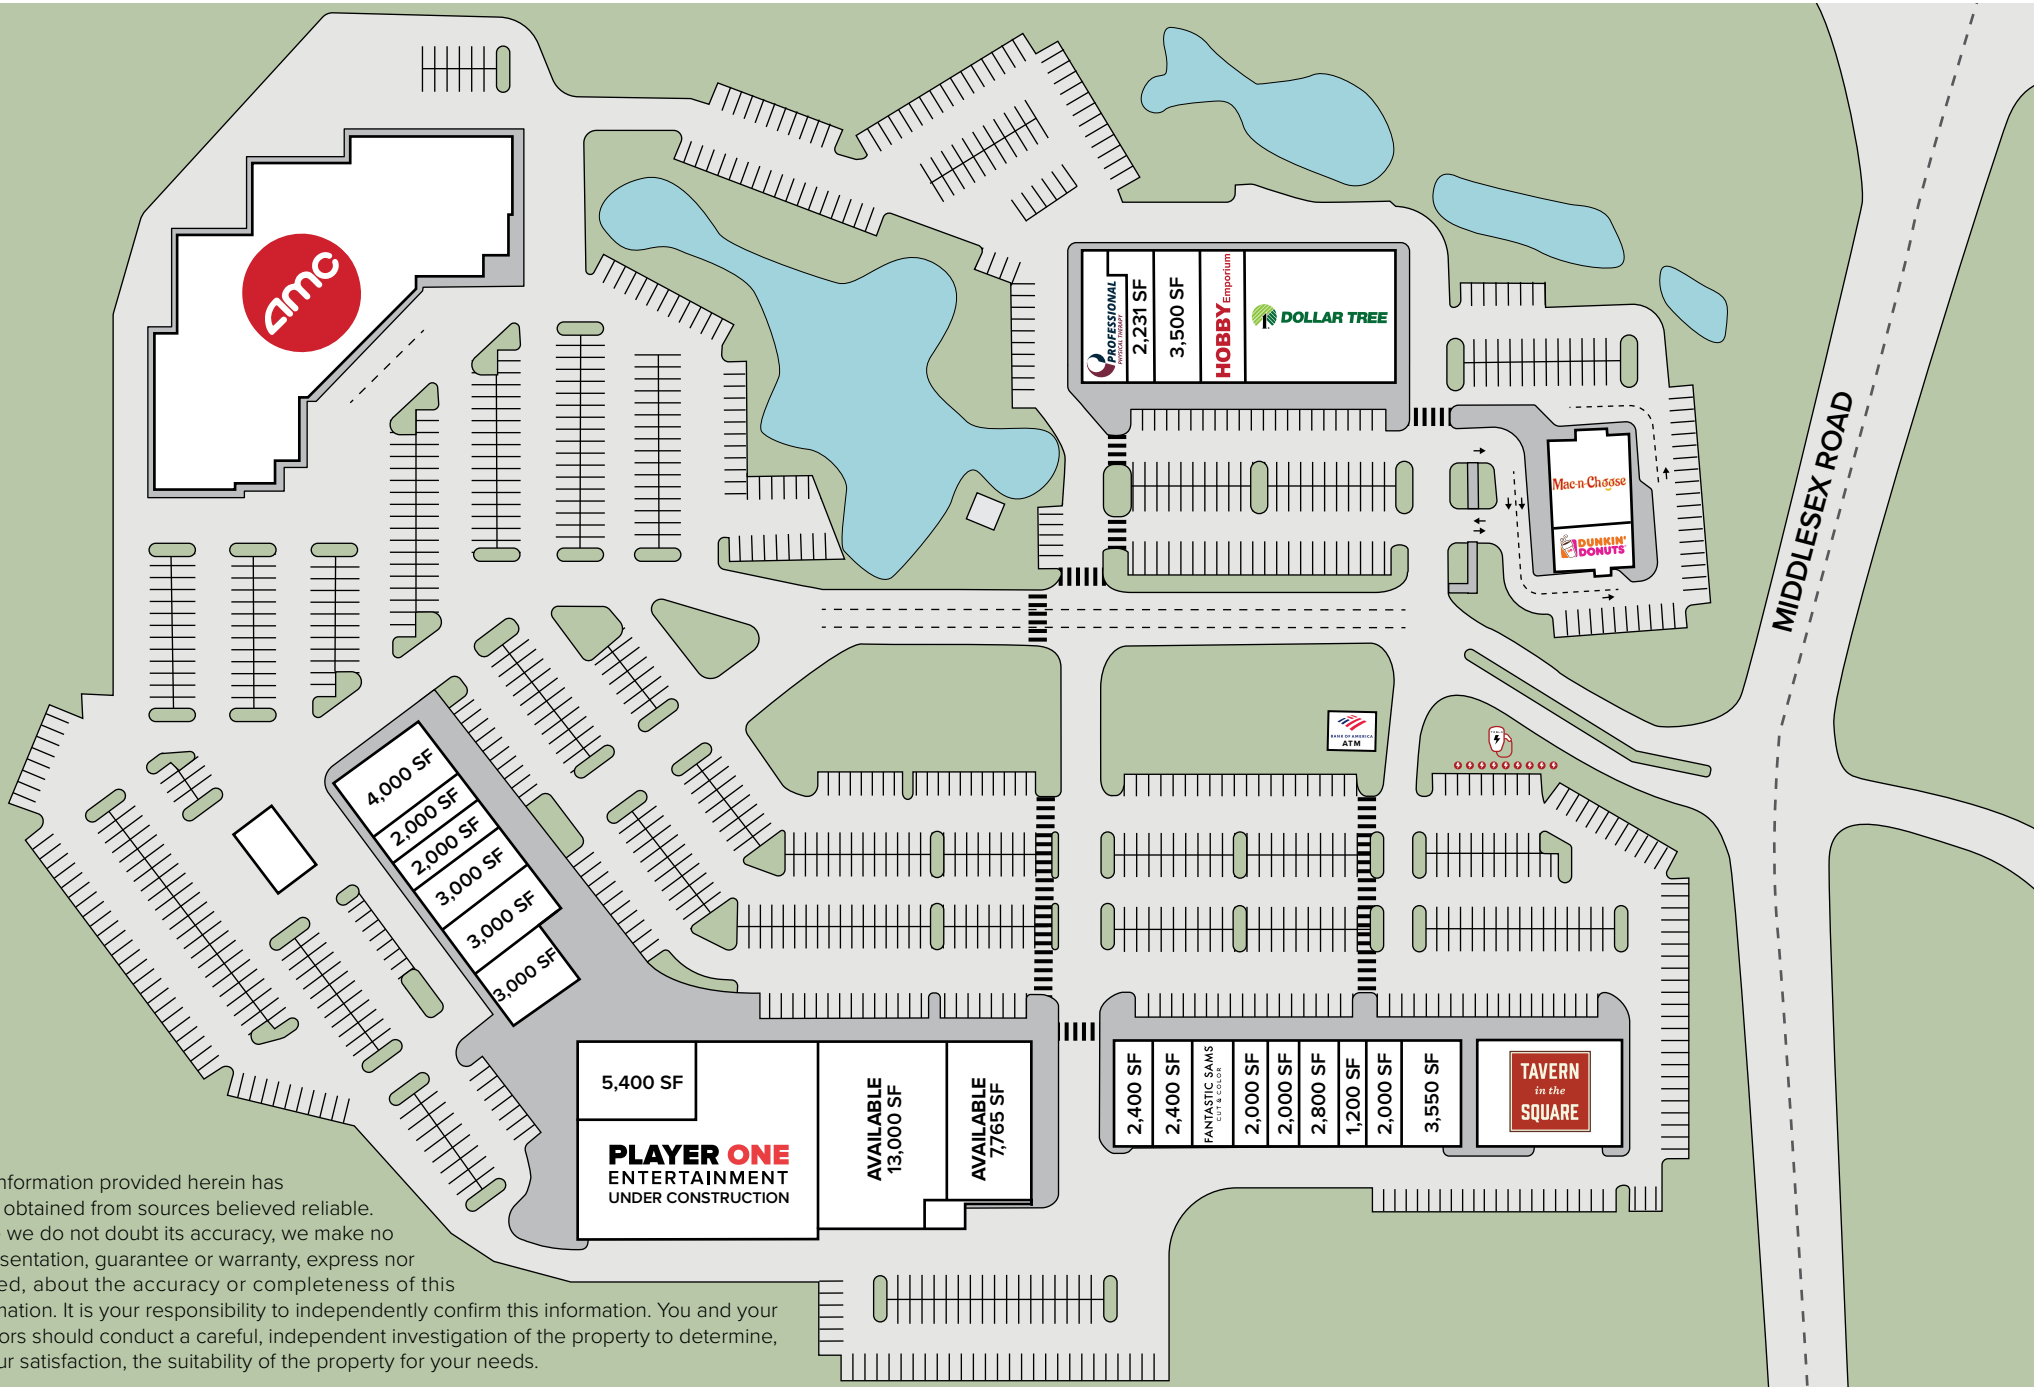 amc
PROFESSIONAL
PHYSICAL THERAPY
2,231 SF
3,500 SF
HOBBY Emporium
DOLLAR TREE
Mac-n-Choose
DUNKIN'
DONUTS
MIDDLESEX ROAD
BANK OF AMERICA
ATM
4,000 SF
2,000 SF
2,000 SF
3,000 SF
3,000 SF
3,000 SF
5,400 SF
PLAYER ONE
ENTERTAINMENT
UNDER CONSTRUCTION
AVAILABLE
13,000 SF
AVAILABLE
7,765 SF
2,400 SF
2,400 SF
FANTASTIC SAMS
CUT & COLOR
2,000 SF
2,000 SF
2,800 SF
1,200 SF
2,000 SF
3,550 SF
TAVERN
in the
SQUARE
nformation provided herein has
obtained from sources believed reliable.
we do not doubt its accuracy, we make no
sentation, guarantee or warranty, express nor
ed, about the accuracy or completeness of this
mation. It is your responsibility to independently confirm this information. You and your
ors should conduct a careful, independent investigation of the property to determine,
ur satisfaction, the suitability of the property for your needs.